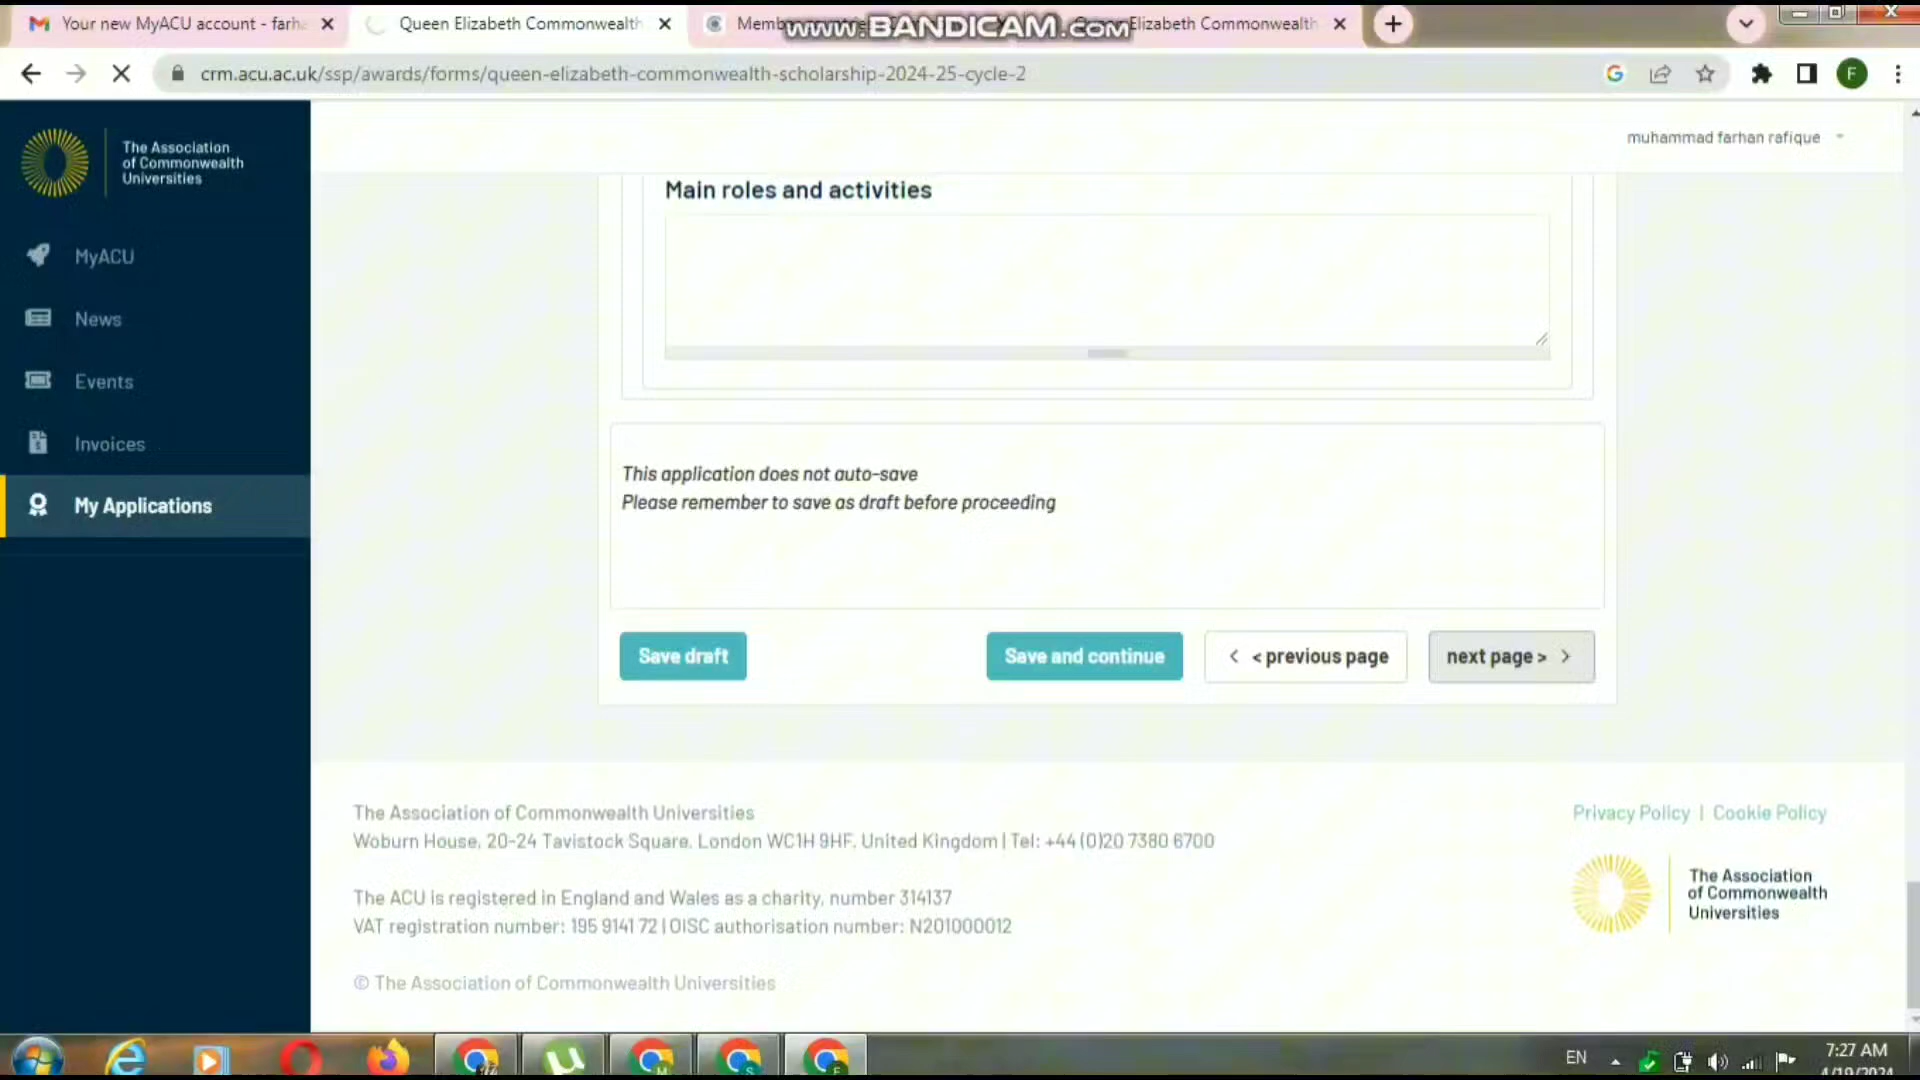 Your new MyACU account - farha
Queen Elizabeth Commonwealth
Memb
Elizabeth Commonwealth
www.BANDICAM.com
crm.acu.ac.uk/ssp/awards/forms/queen-elizabeth-commonwealth-scholarship-2024-25-cycle-2
F
The Association
of Commonwealth
Universities
muhammad farhan rafique
MyACU
News
Events
Invoices
My Applications
Main roles and activities
This application does not auto-save
Please remember to save as draft before proceeding
Save draft
Save and continue
< previous page
next page >
The Association of Commonwealth Universities
Woburn House, 20-24 Tavistock Square, London WC1H 9HF, United Kingdom | Tel: +44 (0)20 7380 6700
The ACU is registered in England and Wales as a charity, number 314137
VAT registration number: 195 9141 72 | OISC authorisation number: N201000012
© The Association of Commonwealth Universities
Privacy Policy | Cookie Policy
The Association
of Commonwealth
Universities
EN
7:27 AM
4/19/2024